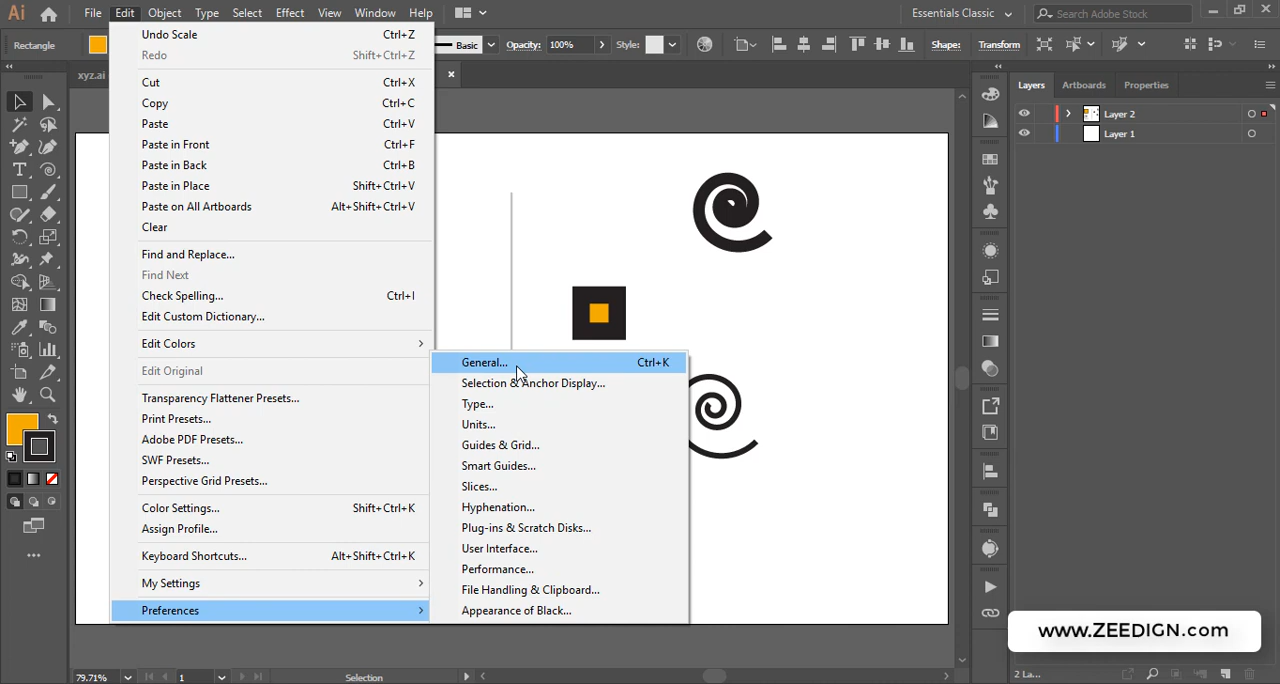 Ai File Edit Object Type Select Effect View Window Help Essentials Classic Search Adobe Stock
Rectangle Basic Opacity: 100% Style: Shape: Transform
xyz.ai
Undo Scale Ctrl+Z
Redo Shift+Ctrl+Z
Cut Ctrl+X
Copy Ctrl+C
Paste Ctrl+V
Paste in Front Ctrl+F
Paste in Back Ctrl+B
Paste in Place Shift+Ctrl+V
Paste on All Artboards Alt+Shift+Ctrl+V
Clear
Find and Replace...
Find Next
Check Spelling... Ctrl+I
Edit Custom Dictionary...
Edit Colors
Edit Original
Transparency Flattener Presets...
Print Presets...
Adobe PDF Presets...
SWF Presets...
Perspective Grid Presets...
Color Settings... Shift+Ctrl+K
Assign Profile...
Keyboard Shortcuts... Alt+Shift+Ctrl+K
My Settings
Preferences
General... Ctrl+K
Selection & Anchor Display...
Type...
Units...
Guides & Grid...
Smart Guides...
Slices...
Hyphenation...
Plug-ins & Scratch Disks...
User Interface...
Performance...
File Handling & Clipboard...
Appearance of Black...
Layers Artboards Properties
Layer 2
Layer 1
www.ZEEDIGN.com
79.71% 1 Selection
2 La...